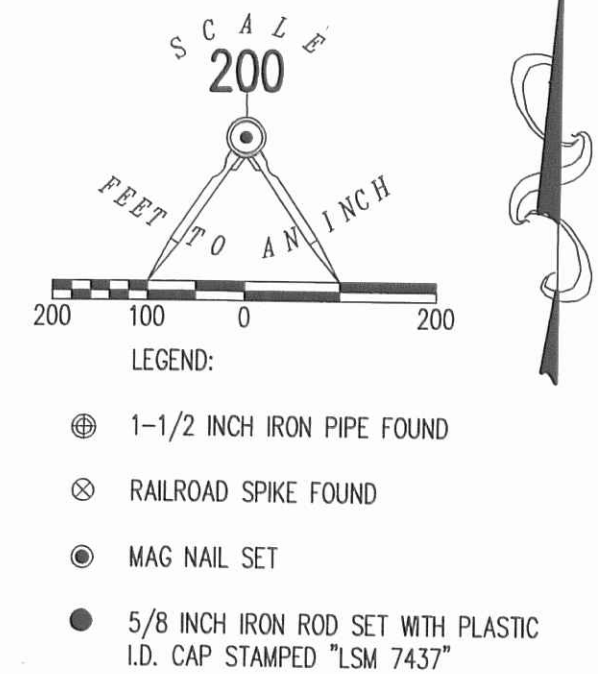 SCALE
200
FEET TO AN INCH
200 100 0 200
LEGEND:
1-1/2 INCH IRON PIPE FOUND
RAILROAD SPIKE FOUND
MAG NAIL SET
5/8 INCH IRON ROD SET WITH PLASTIC
I.D. CAP STAMPED "LSM 7437"